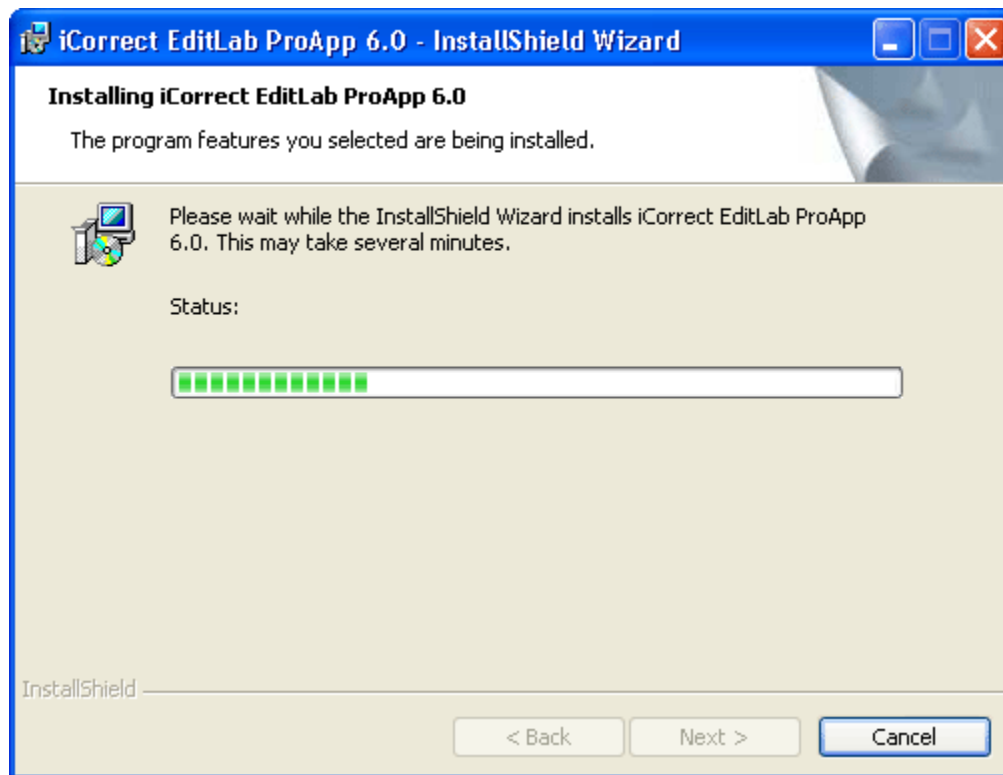 iCorrect EditLab ProApp 6.0 - InstallShield Wizard
Installing iCorrect EditLab ProApp 6.0
The program features you selected are being installed.
Please wait while the InstallShield Wizard installs iCorrect EditLab ProApp
6.0. This may take several minutes.
Status:
InstallShield
< Back
Next >
Cancel